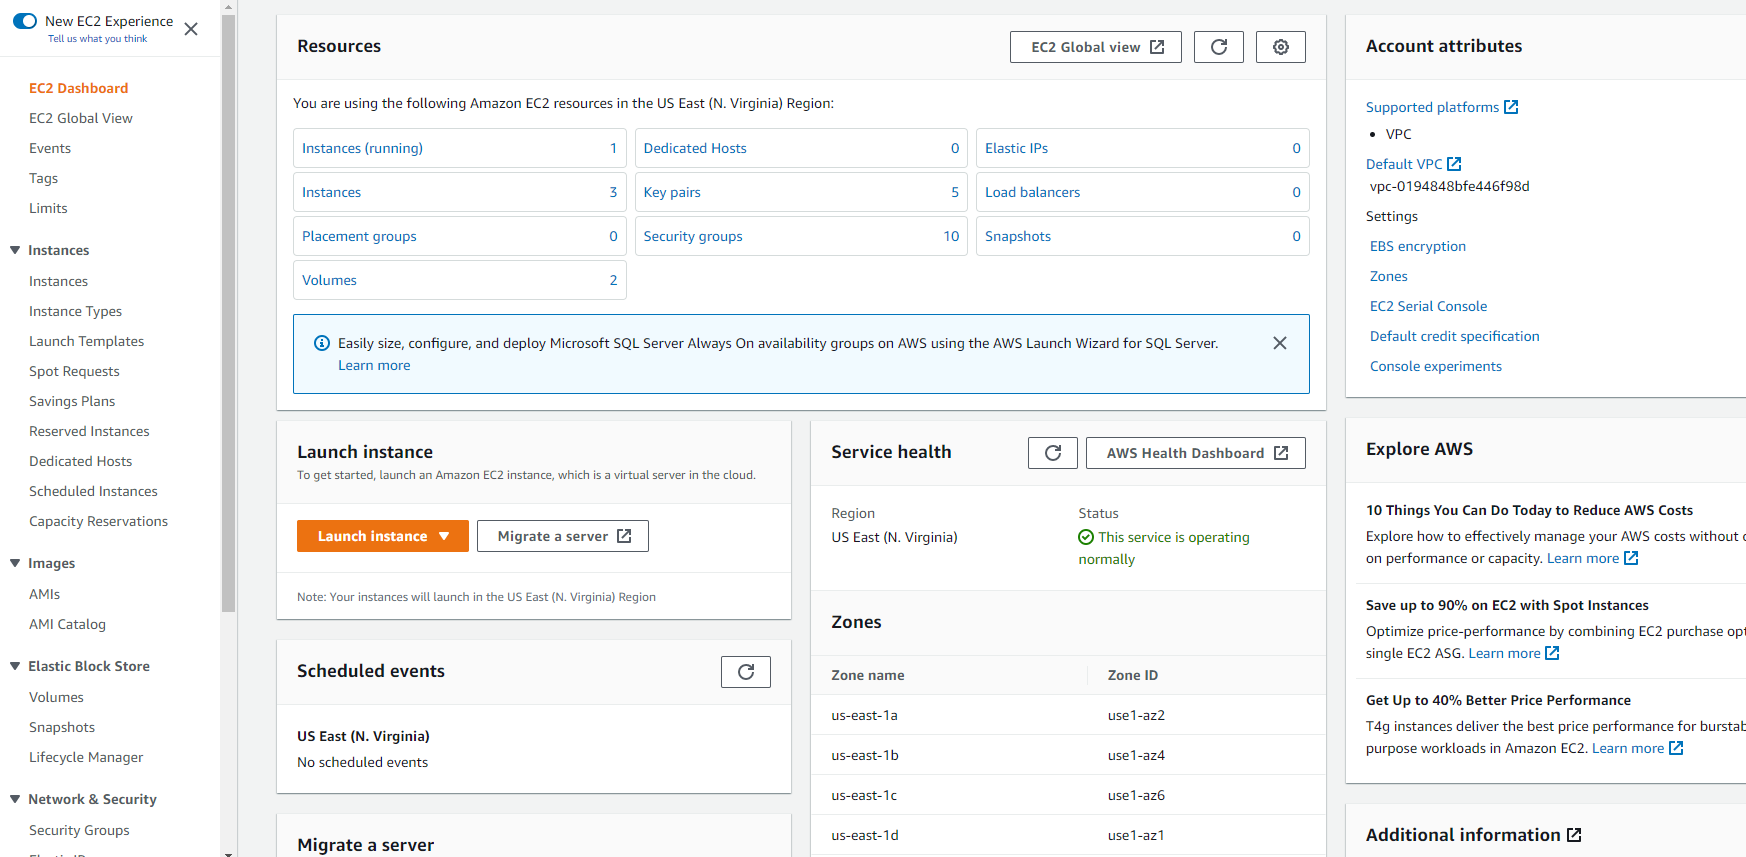 New EC2 Experience
Tell us what you think
EC2 Dashboard
EC2 Global View
Events
Tags
Limits
Instances
Instances
Instance Types
Launch Templates
Spot Requests
Savings Plans
Reserved Instances
Dedicated Hosts
Scheduled Instances
Capacity Reservations
Images
AMIs
AMI Catalog
Elastic Block Store
Volumes
Snapshots
Lifecycle Manager
Network & Security
Security Groups
Resources
EC2 Global view
You are using the following Amazon EC2 resources in the US East (N. Virginia) Region:
Instances (running) 1
Dedicated Hosts 0
Elastic IPs 0
Instances 3
Key pairs 5
Load balancers 0
Placement groups 0
Security groups 10
Snapshots 0
Volumes 2
Easily size, configure, and deploy Microsoft SQL Server Always On availability groups on AWS using the AWS Launch Wizard for SQL Server.
Learn more
Launch instance
To get started, launch an Amazon EC2 instance, which is a virtual server in the cloud.
Launch instance
Migrate a server
Note: Your instances will launch in the US East (N. Virginia) Region
Scheduled events
US East (N. Virginia)
No scheduled events
Migrate a server
Service health
AWS Health Dashboard
Region
US East (N. Virginia)
Status
This service is operating
normally
Zones
Zone name Zone ID
us-east-1a use1-az2
us-east-1b use1-az4
us-east-1c use1-az6
us-east-1d use1-az1
Account attributes
Supported platforms
• VPC
Default VPC
vpc-0194848bfe446f98d
Settings
EBS encryption
Zones
EC2 Serial Console
Default credit specification
Console experiments
Explore AWS
10 Things You Can Do Today to Reduce AWS Costs
Explore how to effectively manage your AWS costs without
on performance or capacity. Learn more
Save up to 90% on EC2 with Spot Instances
Optimize price-performance by combining EC2 purchase
single EC2 ASG. Learn more
Get Up to 40% Better Price Performance
T4g instances deliver the best price performance for
purpose workloads in Amazon EC2. Learn more
Additional information